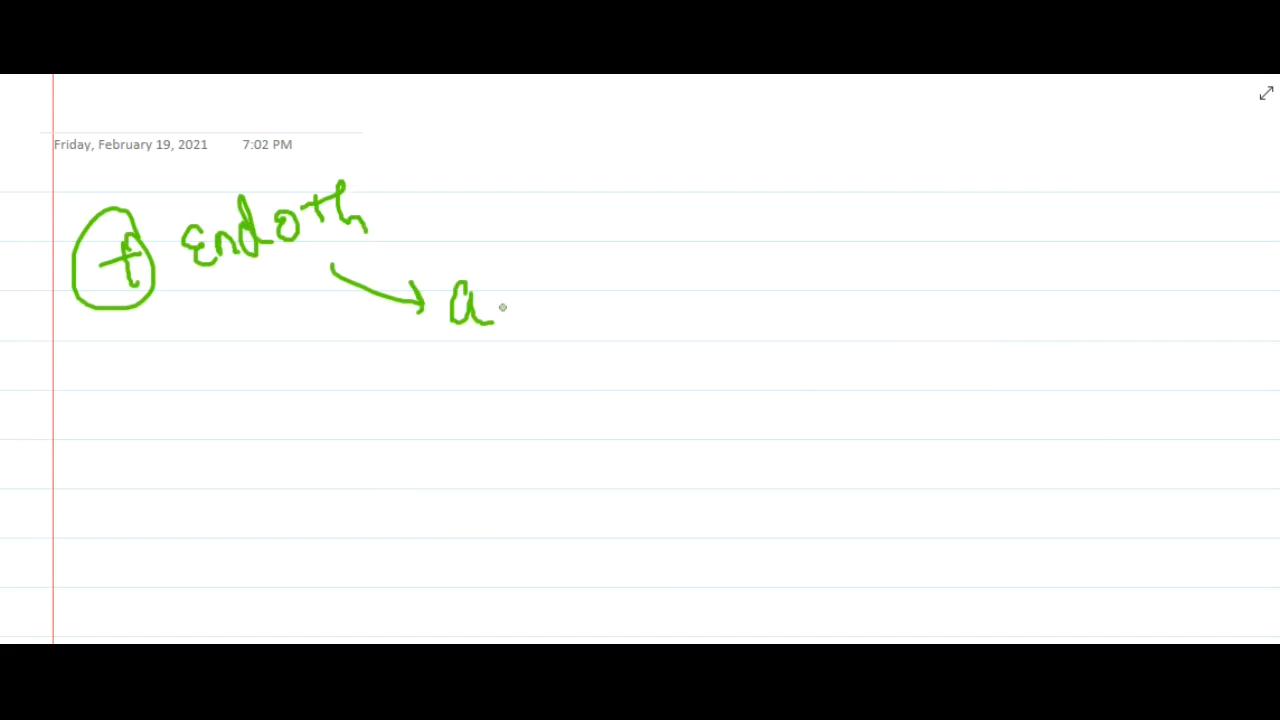 Friday, February 19, 2021 7:02 PM
+ Endoth
→ a